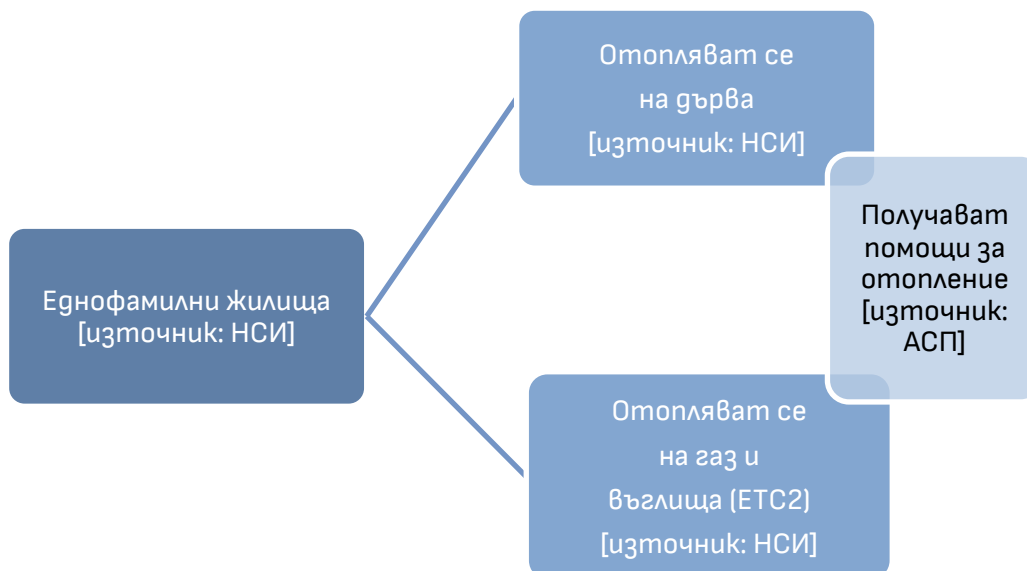 Отопляват се
на дърва
[източник: НСИ]
Получават
помощи за
отопление
[източник:
АСП]
Еднофамилни жилища
[източник: НСИ]
Отопляват се
на газ и
въглища (ЕТС2)
[източник: НСИ]